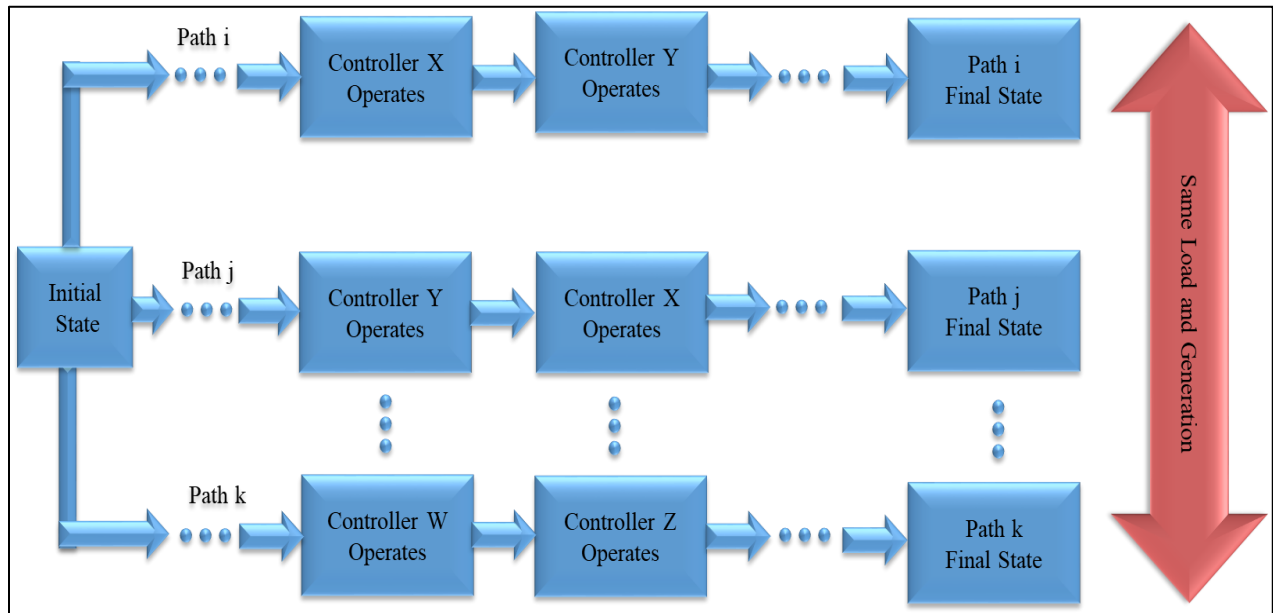 Path i
Controller X
Operates
Controller Y
Operates
Path i
Final State
Initial
State
Path j
Controller Y
Operates
Controller X
Operates
Path j
Final State
Path k
Controller W
Operates
Controller Z
Operates
Path k
Final State
Same Load and Generation